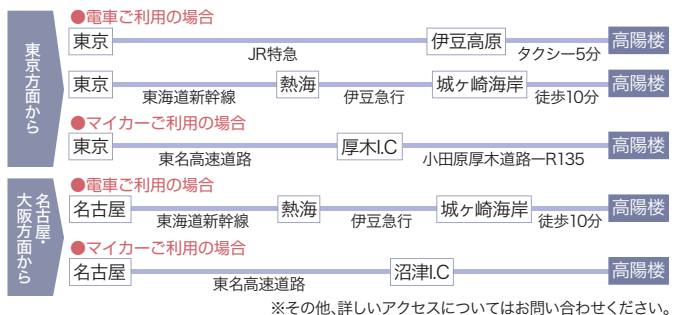 東京方面から
●電車ご利用の場合
東京 JR特急 伊豆高原 タクシー5分 高陽楼
東京 東海道新幹線 熱海 伊豆急行 城ヶ崎海岸 徒歩10分 高陽楼
●マイカーご利用の場合
東京 東名高速道路 厚木I.C 小田原厚木道路ーR135 高陽楼
名古屋・
大阪方面から
●電車ご利用の場合
名古屋 東海道新幹線 熱海 伊豆急行 城ヶ崎海岸 徒歩10分 高陽楼
●マイカーご利用の場合
名古屋 東名高速道路 沼津I.C 高陽楼
※その他、詳しいアクセスについてはお問い合わせください。